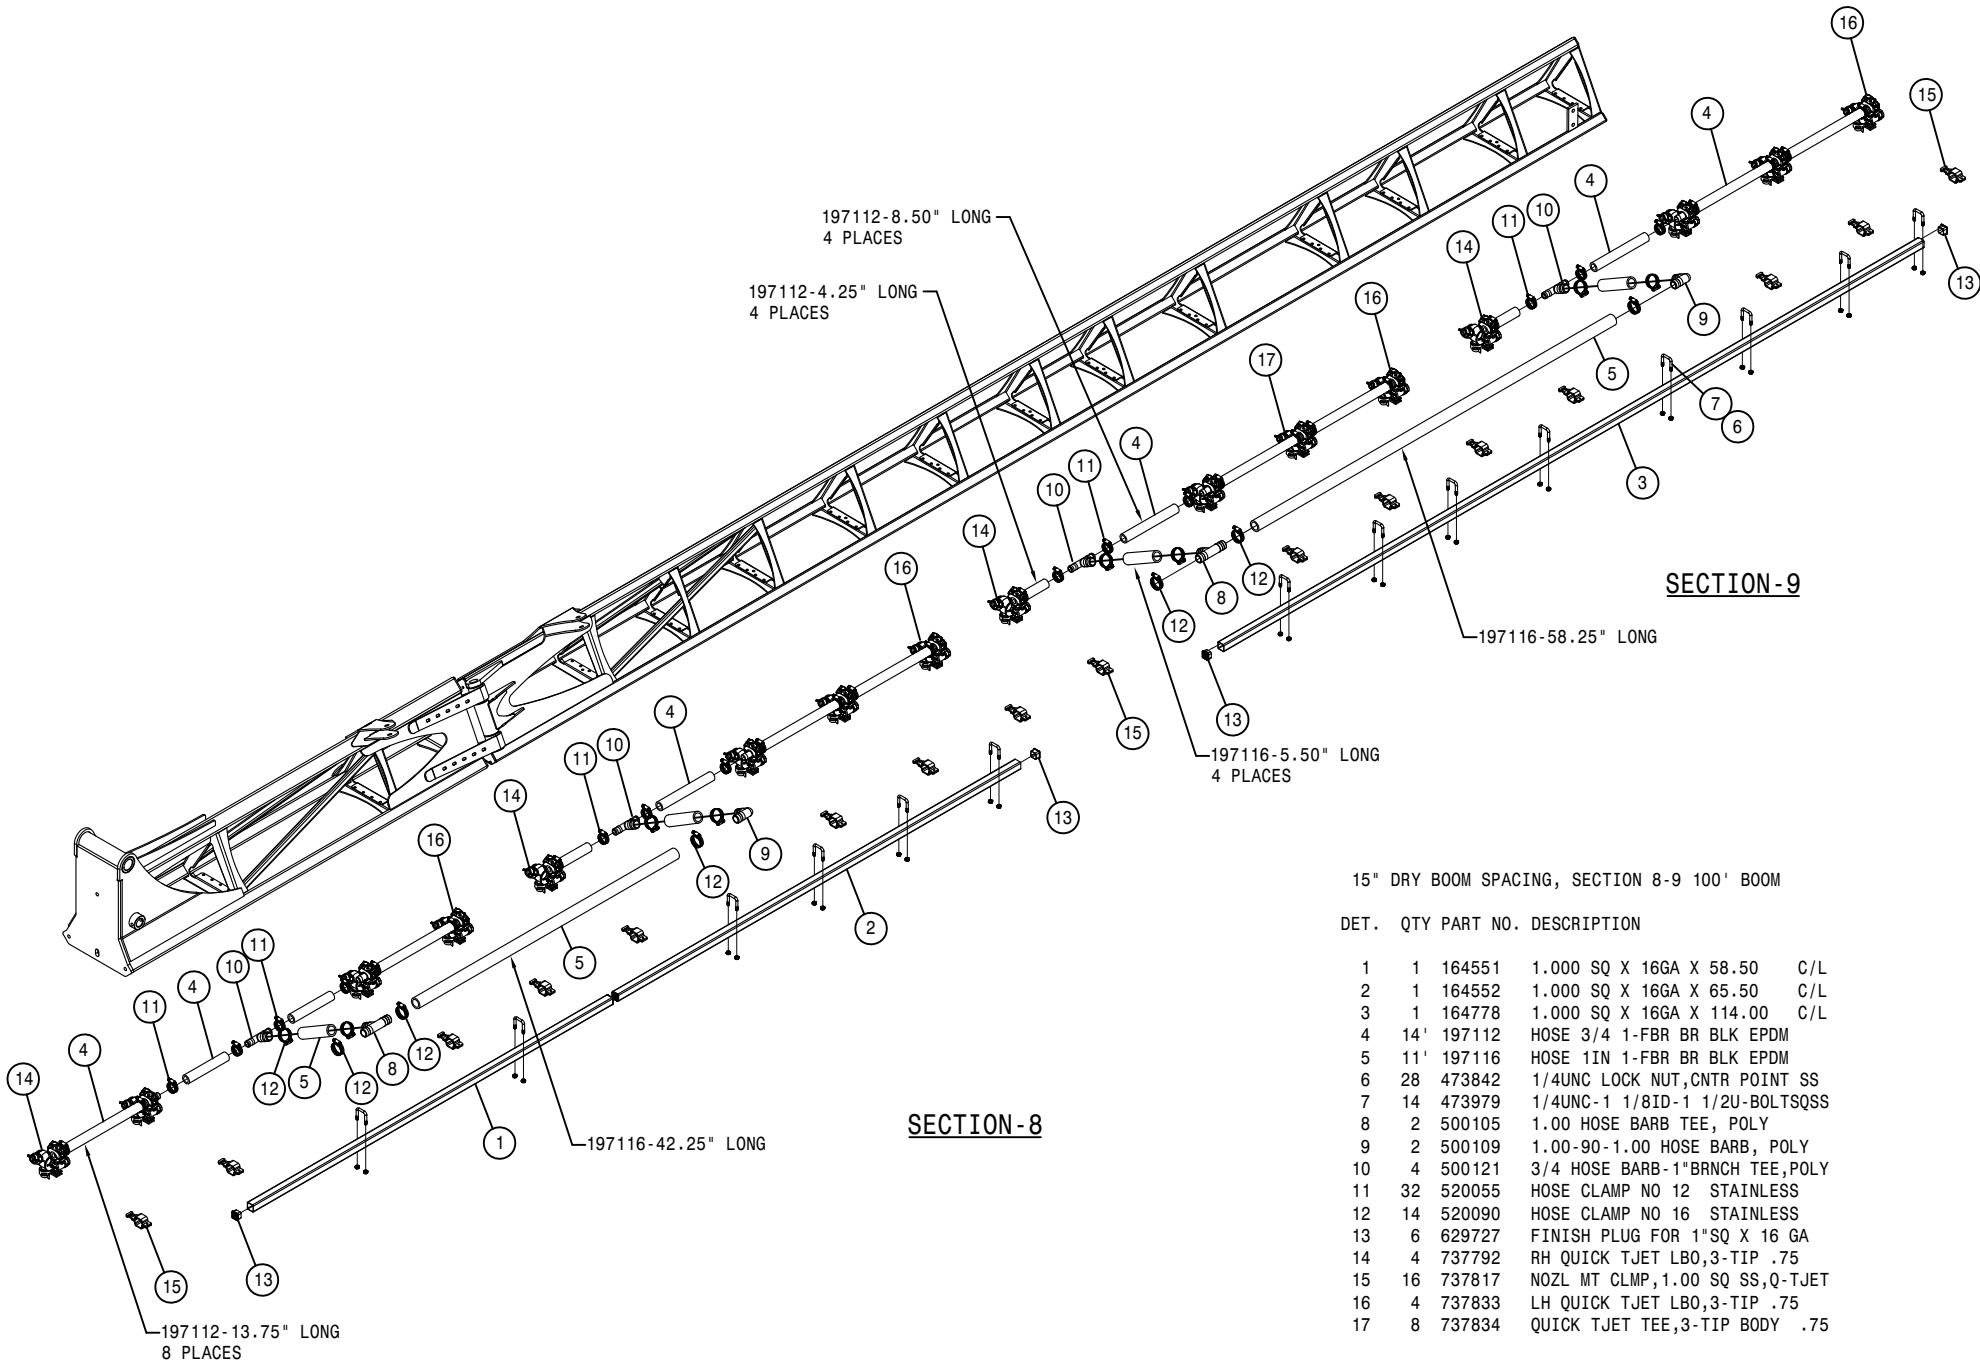 16
15
4
4
10
11
197112-8.50" LONG
4 PLACES
14
13
197112-4.25" LONG
4 PLACES
16
9
17
5
7
6
4
11
10
3
14
12
16
8
SECTION-9
12
197116-58.25" LONG
4
13
15
10
11
197116-5.50" LONG
4 PLACES
14
13
16
9
12
15" DRY BOOM SPACING, SECTION 8-9 100' BOOM
2
DET. QTY PART NO. DESCRIPTION
11
10
5
4
11
1 1 164551 1.000 SQ X 16GA X 58.50 C/L
2 1 164552 1.000 SQ X 16GA X 65.50 C/L
3 1 164778 1.000 SQ X 16GA X 114.00 C/L
4 14' 197112 HOSE 3/4 1-FBR BR BLK EPDM
5 11' 197116 HOSE 1IN 1-FBR BR BLK EPDM
6 28 473842 1/4UNC LOCK NUT,CNTR POINT SS
7 14 473979 1/4UNC-1 1/8ID-1 1/2U-BOLTSQSS
8 2 500105 1.00 HOSE BARB TEE, POLY
9 2 500109 1.00-90-1.00 HOSE BARB, POLY
10 4 500121 3/4 HOSE BARB-1"BRNCH TEE,POLY
11 32 520055 HOSE CLAMP NO 12 STAINLESS
12 14 520090 HOSE CLAMP NO 16 STAINLESS
13 6 629727 FINISH PLUG FOR 1"SQ X 16 GA
14 4 737792 RH QUICK TJET LBO,3-TIP .75
15 16 737817 NOZL MT CLMP,1.00 SQ SS,Q-TJET
16 4 737833 LH QUICK TJET LBO,3-TIP .75
17 8 737834 QUICK TJET TEE,3-TIP BODY .75
4
12
14
8
12
5
12
SECTION-8
1
197116-42.25" LONG
13
15
197112-13.75" LONG
8 PLACES